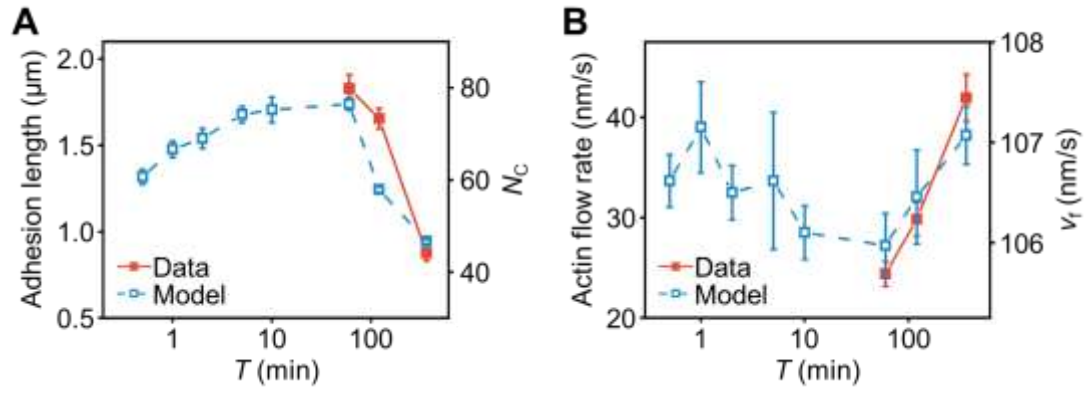 A
Adhesion length (μm)
2.0
1.5
1.0
0.5
80
60
40
N_C
Data
Model
1
10
100
T (min)
B
Actin flow rate (nm/s)
40
30
20
108
107
106
v_f (nm/s)
Data
Model
1
10
100
T (min)